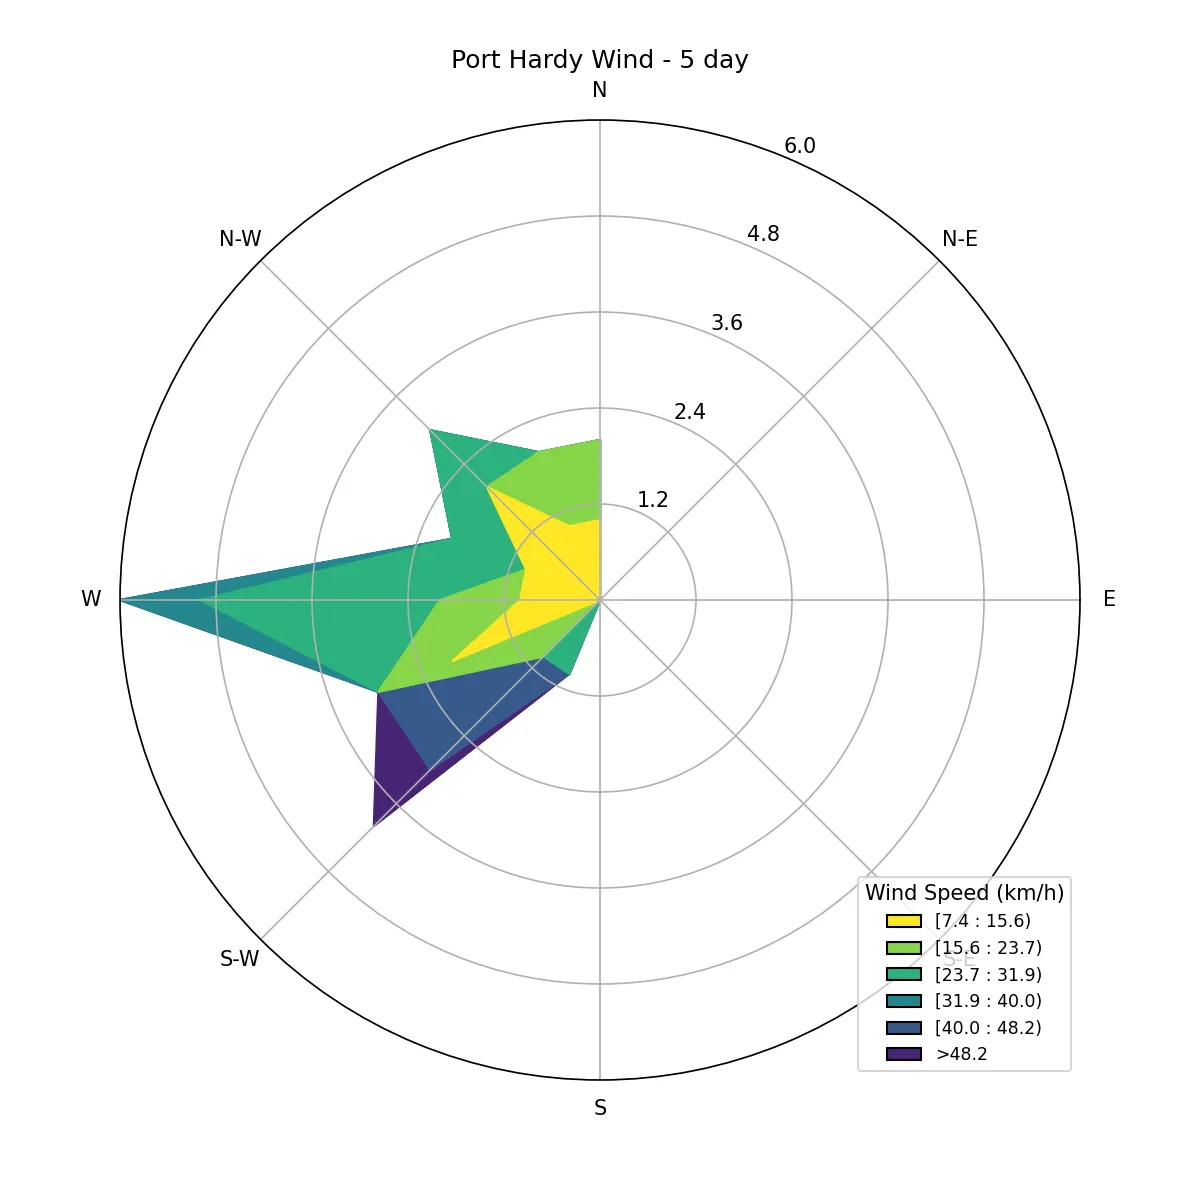 Port Hardy Wind - 5 day
N
6.0
N-W
N-E
4.8
3.6
2.4
1.2
W
E
S-W
S-E
Wind Speed (km/h)
[7.4 : 15.6)
[15.6 : 23.7)
[23.7 : 31.9)
[31.9 : 40.0)
[40.0 : 48.2)
>48.2
S